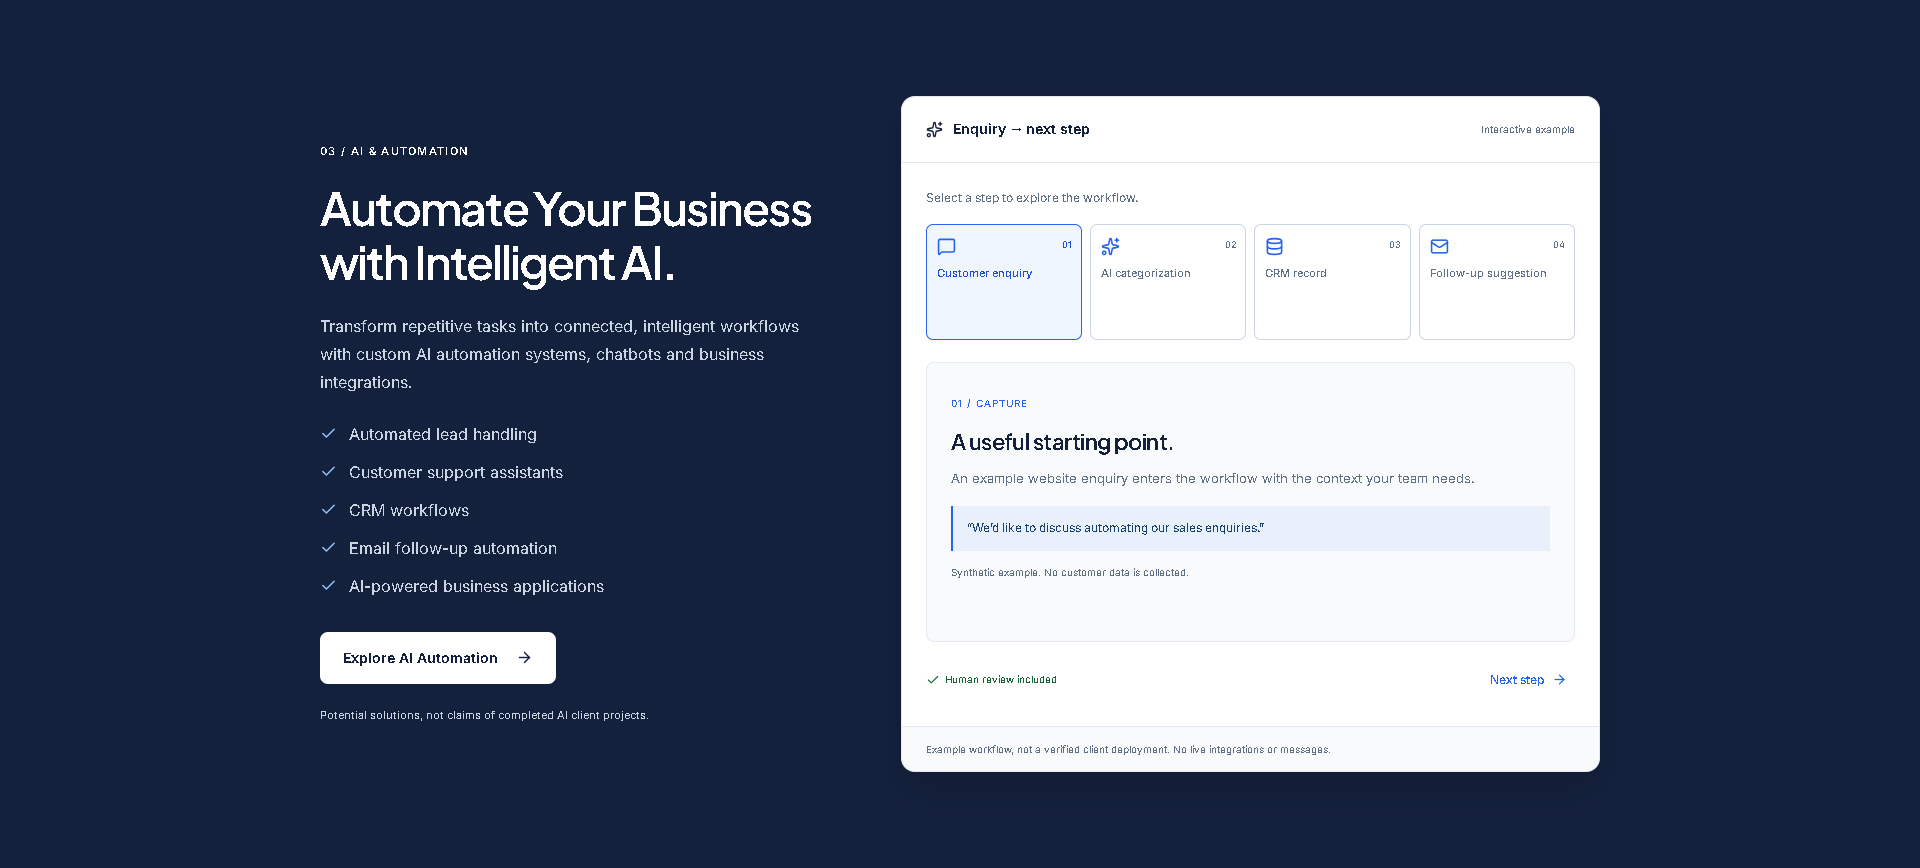 03 / AI & AUTOMATION
Automate Your Business
with Intelligent AI.
Transform repetitive tasks into connected, intelligent workflows
with custom AI automation systems, chatbots and business
integrations.
Automated lead handling
Customer support assistants
CRM workflows
Email follow-up automation
AI-powered business applications
Explore AI Automation
Potential solutions, not claims of completed AI client projects.
Enquiry → next step
Interactive example
Select a step to explore the workflow.
01
Customer enquiry
02
AI categorization
03
CRM record
04
Follow-up suggestion
01 / CAPTURE
A useful starting point.
An example website enquiry enters the workflow with the context your team needs.
“We’d like to discuss automating our sales enquiries.”
Synthetic example. No customer data is collected.
Human review included
Next step
Example workflow, not a verified client deployment. No live integrations or messages.